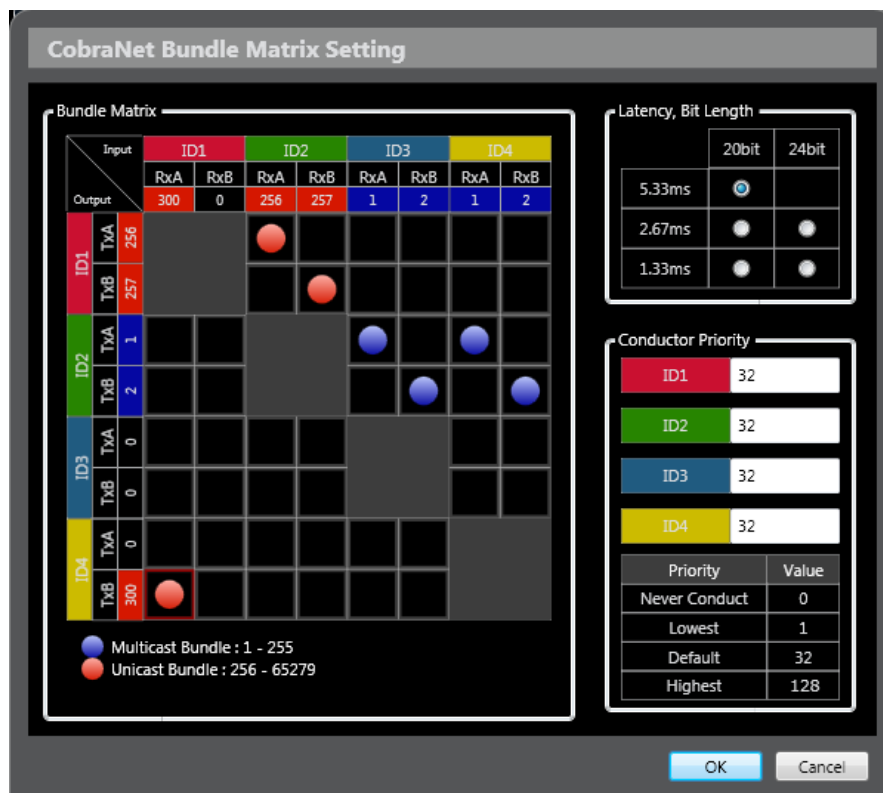 CobraNet Bundle Matrix Setting
Bundle Matrix
Input ID1 ID2 ID3 ID4
RxA RxB RxA RxB RxA RxB RxA RxB
Output 300 0 256 257 1 2 1 2
ID1 TxA 256
TxB 257
ID2 TxA 1
TxB 2
ID3 TxA 0
TxB 0
ID4 TxA 0
TxB 300
Multicast Bundle : 1 - 255
Unicast Bundle : 256 - 65279
Latency, Bit Length
20bit 24bit
5.33ms
2.67ms
1.33ms
Conductor Priority
ID1 32
ID2 32
ID3 32
ID4 32
Priority Value
Never Conduct 0
Lowest 1
Default 32
Highest 128
OK Cancel